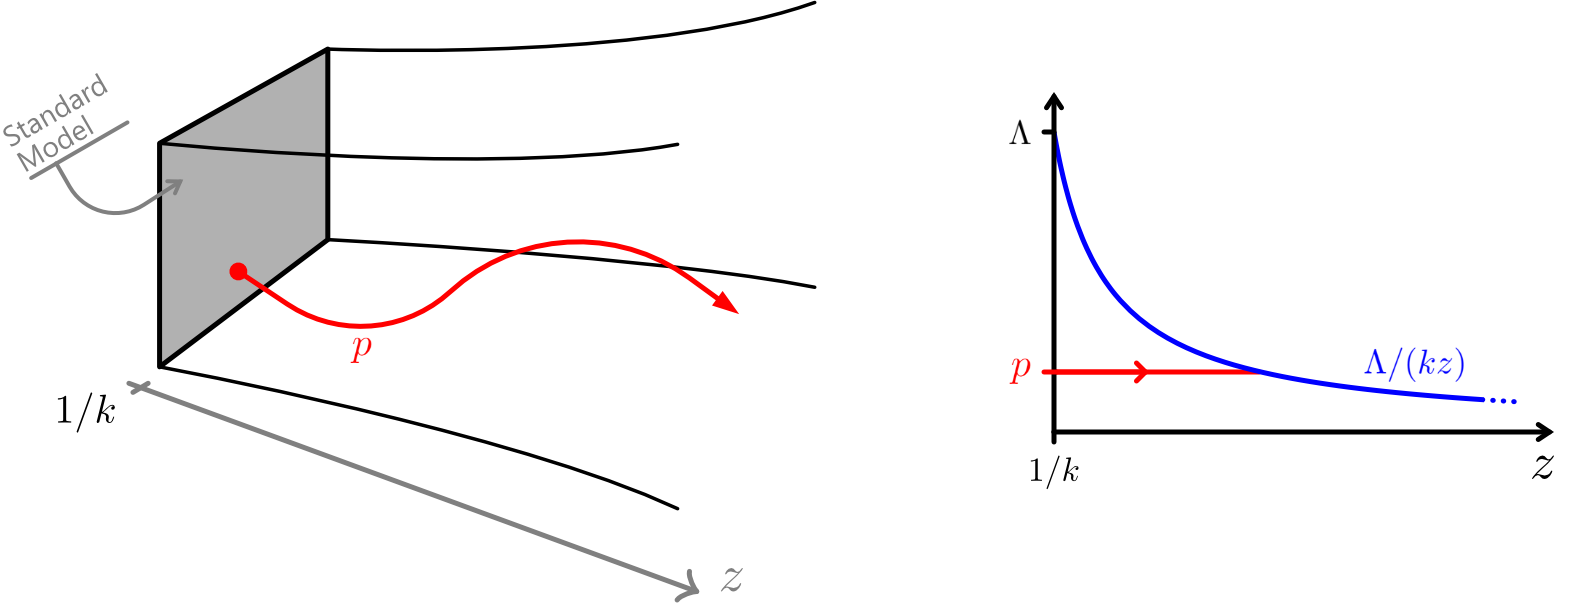 Standard
Model
p
1/k
z
Λ
p
Λ/(kz)
1/k
z